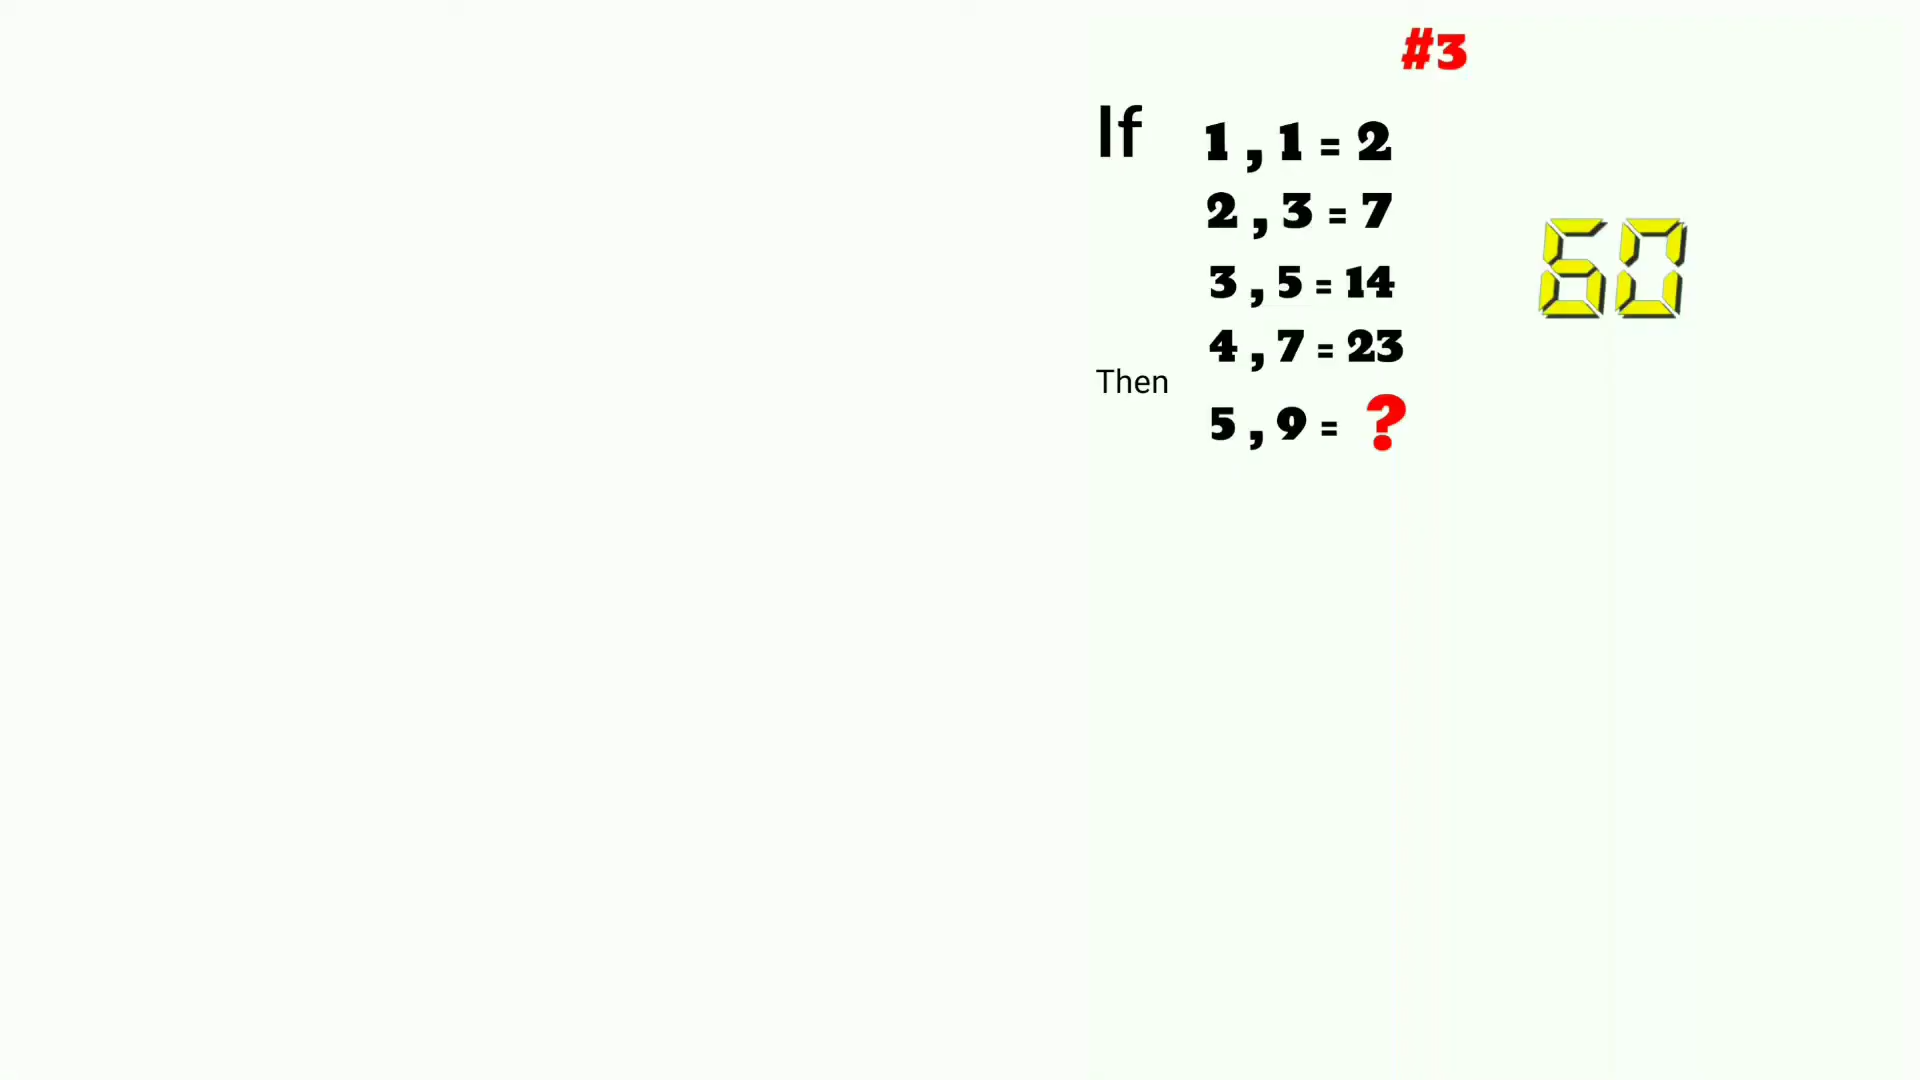 #3
If 1 , 1 = 2
2 , 3 = 7
3 , 5 = 14
60
4 , 7 = 23
Then
5 , 9 = ?